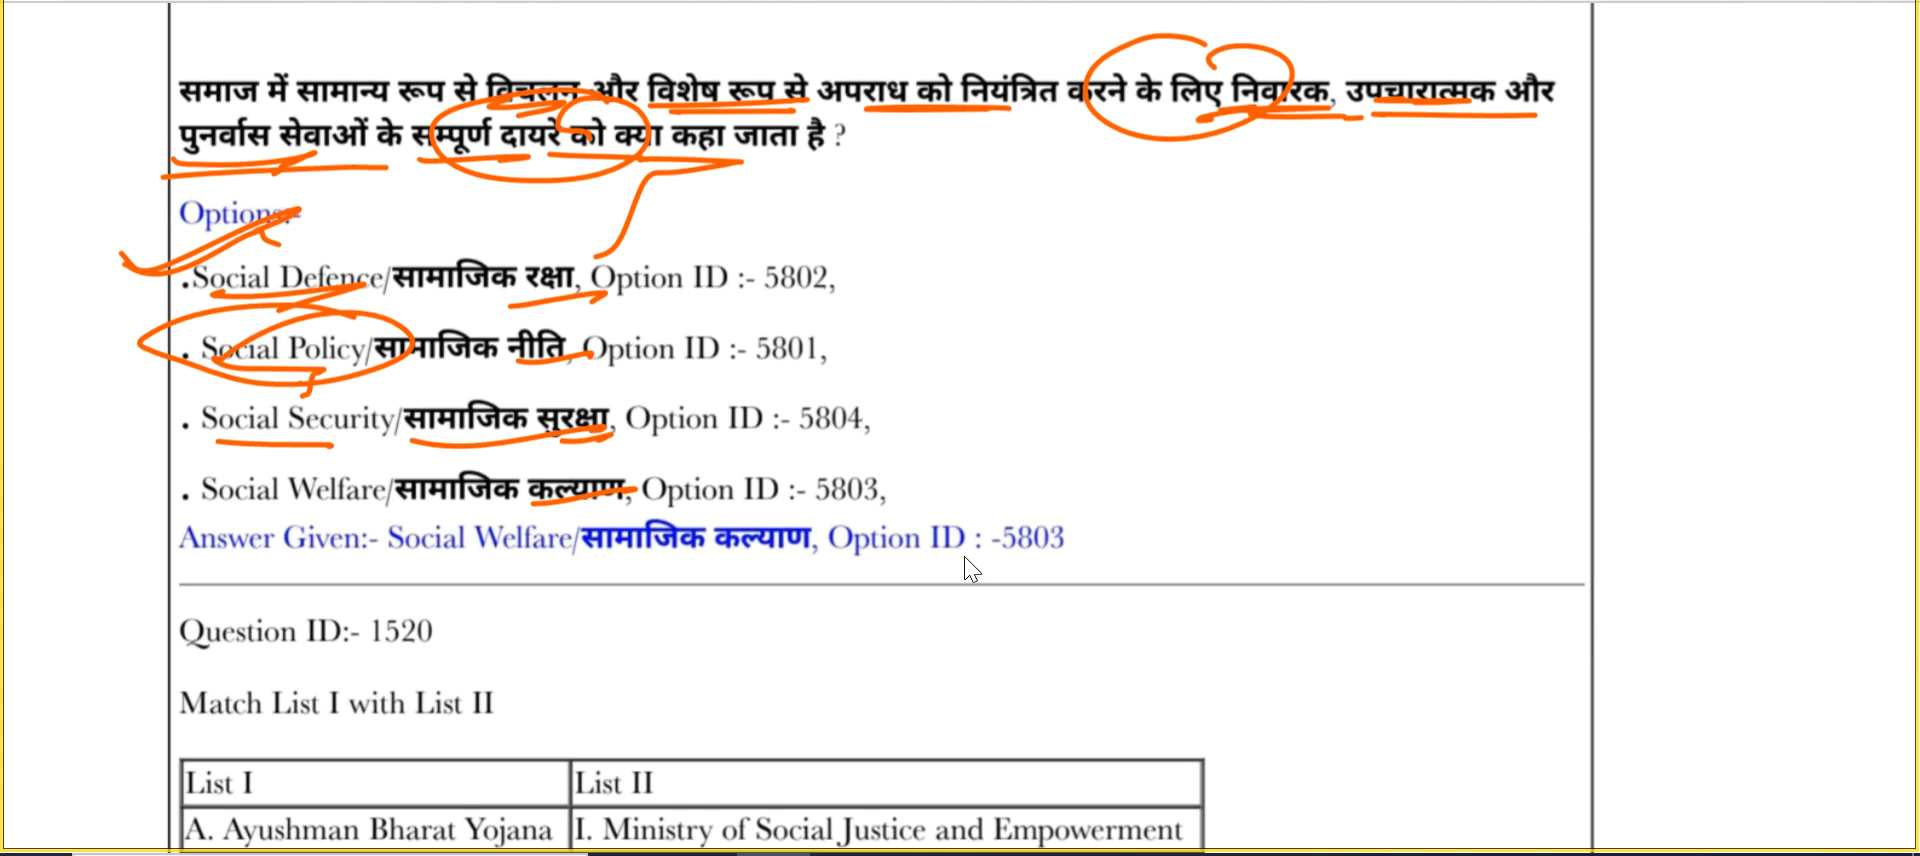 समाज में सामान्य रूप से विचलन और विशेष रूप से अपराध को नियंत्रित करने के लिए निवारक, उपचारात्मक और
पुनर्वास सेवाओं के सम्पूर्ण दायरे को क्या कहा जाता है ?
Options:-
.Social Defence/सामाजिक रक्षा, Option ID :- 5802,
. Social Policy/सामाजिक नीति, Option ID :- 5801,
. Social Security/सामाजिक सुरक्षा, Option ID :- 5804,
. Social Welfare/सामाजिक कल्याण, Option ID :- 5803,
Answer Given:- Social Welfare/सामाजिक कल्याण, Option ID : -5803
Question ID:- 1520
Match List I with List II
List I List II
A. Ayushman Bharat Yojana I. Ministry of Social Justice and Empowerment